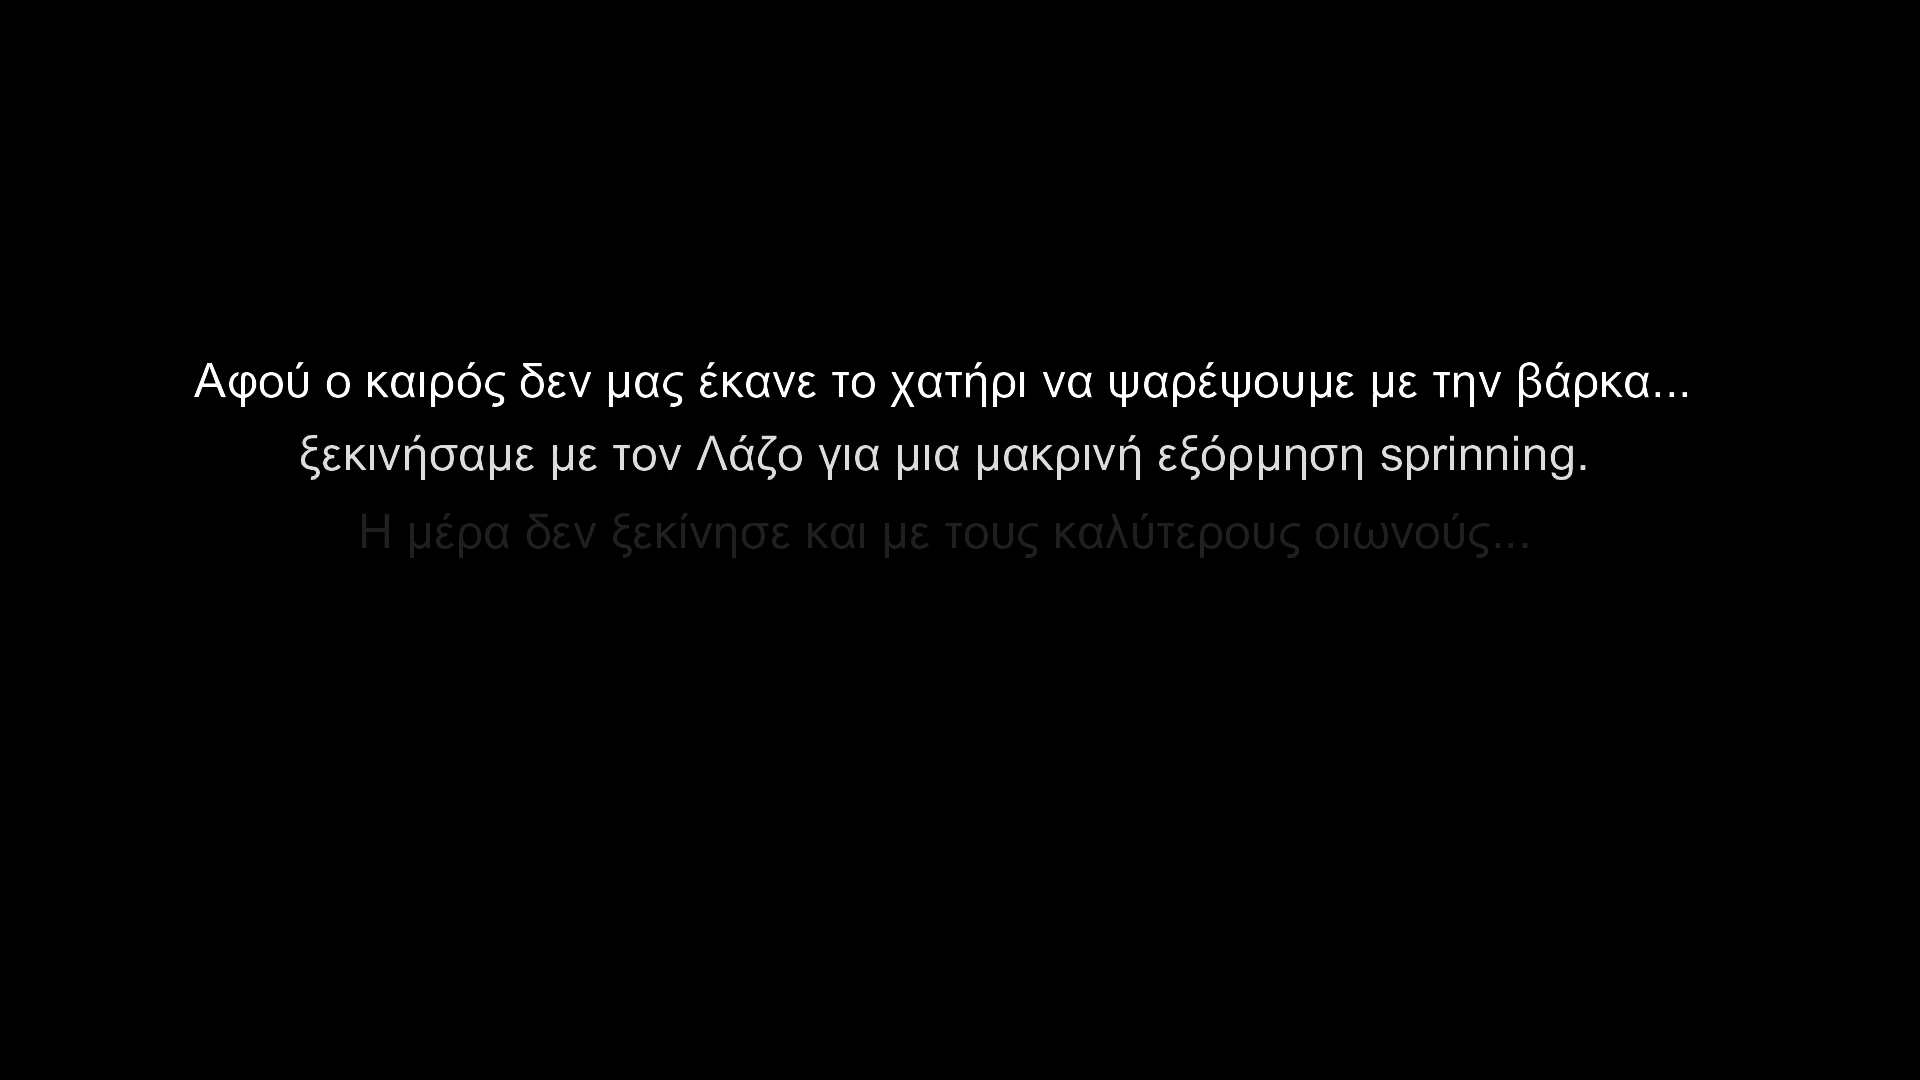 Αφού ο καιρός δεν μας έκανε το χατήρι να ψαρέψουμε με την βάρκα...
ξεκινήσαμε με τον Λάζο για μια μακρινή εξόρμηση sprinning.
Η μέρα δεν ξεκίνησε και με τους καλύτερους οιωνούς...